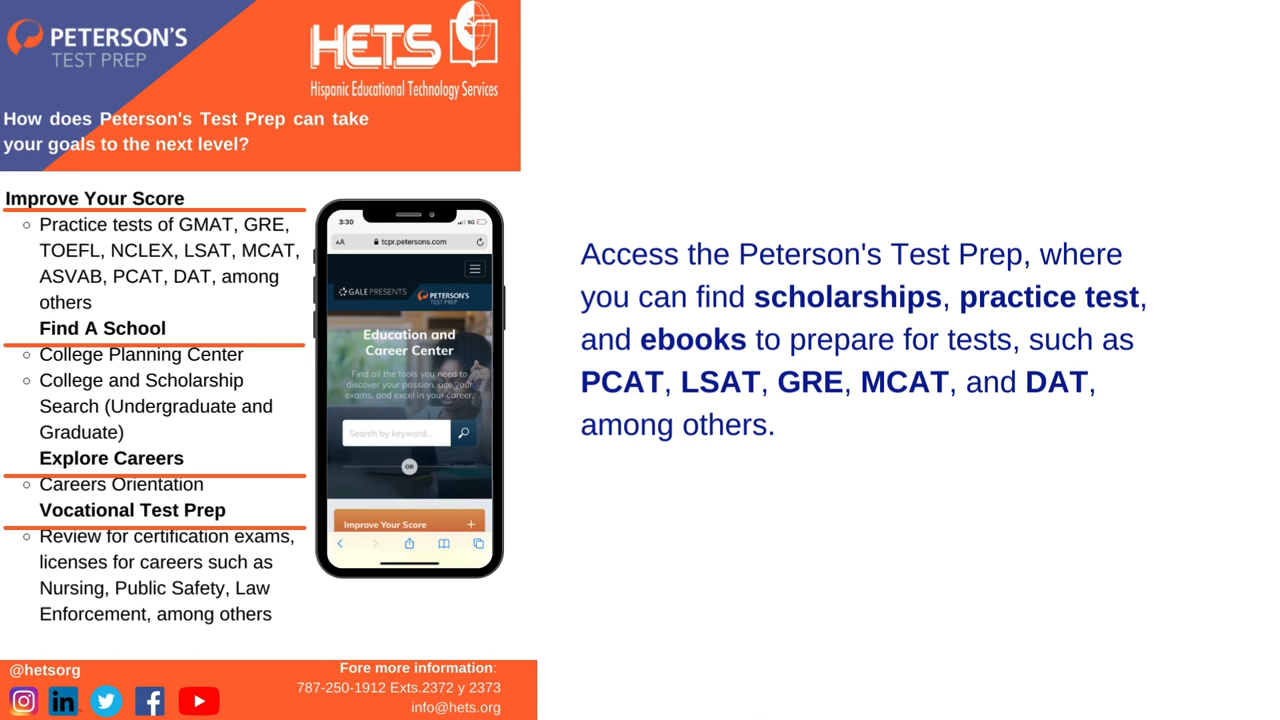 PETERSON'S
TEST PREP
HETS
Hispanic Educational Technology Services
How does Peterson's Test Prep can take
your goals to the next level?
Improve Your Score
Practice tests of GMAT, GRE,
TOEFL, NCLEX, LSAT, MCAT,
ASVAB, PCAT, DAT, among
others
Find A School
College Planning Center
College and Scholarship
Search (Undergraduate and
Graduate)
Explore Careers
Careers Orientation
Vocational Test Prep
Review for certification exams,
licenses for careers such as
Nursing, Public Safety, Law
Enforcement, among others
3:30
5G
AA tcpr.petersons.com
GALE PRESENTS
PETERSON'S
TEST PREP
Education and
Career Center
Find all the tools you need to
discover your passion, ace your
exams, and excel in your career.
Search by keyword...
OR
Improve Your Score +
Access the Peterson's Test Prep, where
you can find scholarships, practice test,
and ebooks to prepare for tests, such as
PCAT, LSAT, GRE, MCAT, and DAT,
among others.
@hetsorg
in
Fore more information:
787-250-1912 Exts.2372 y 2373
info@hets.org